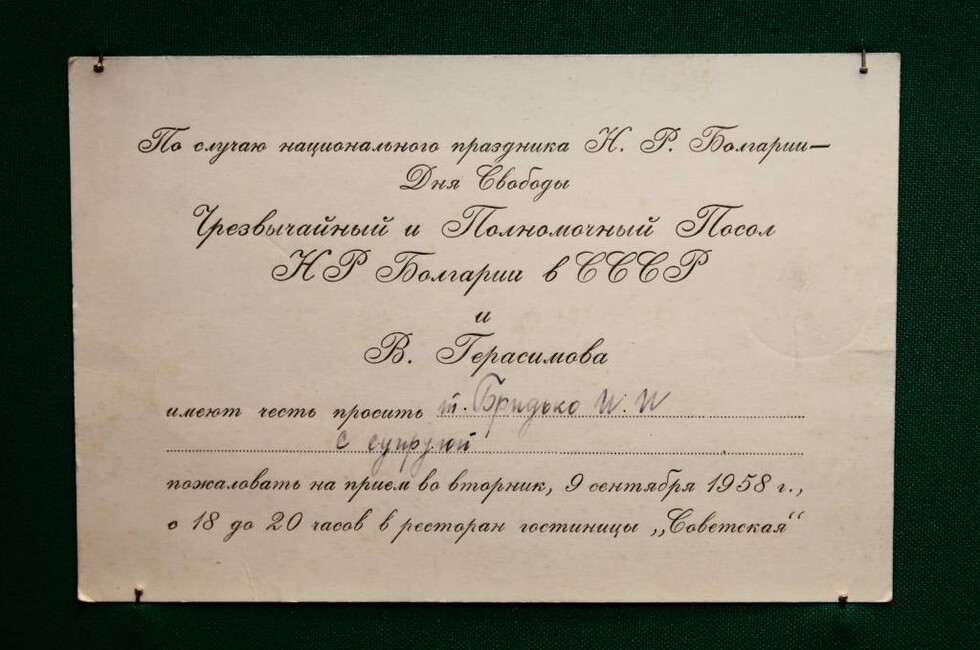 По случаю национального праздника Н. Р. Болгарии—
Дня Свободы
Чрезвычайный и Полномочный Посол
НР Болгарии в СССР
и
В. Герасимова
имеют честь просить т. Бридько И. И
с супругой
пожаловать на прием во вторник, 9 сентября 1958 г.,
с 18 до 20 часов в ресторан гостиницы „Советская“